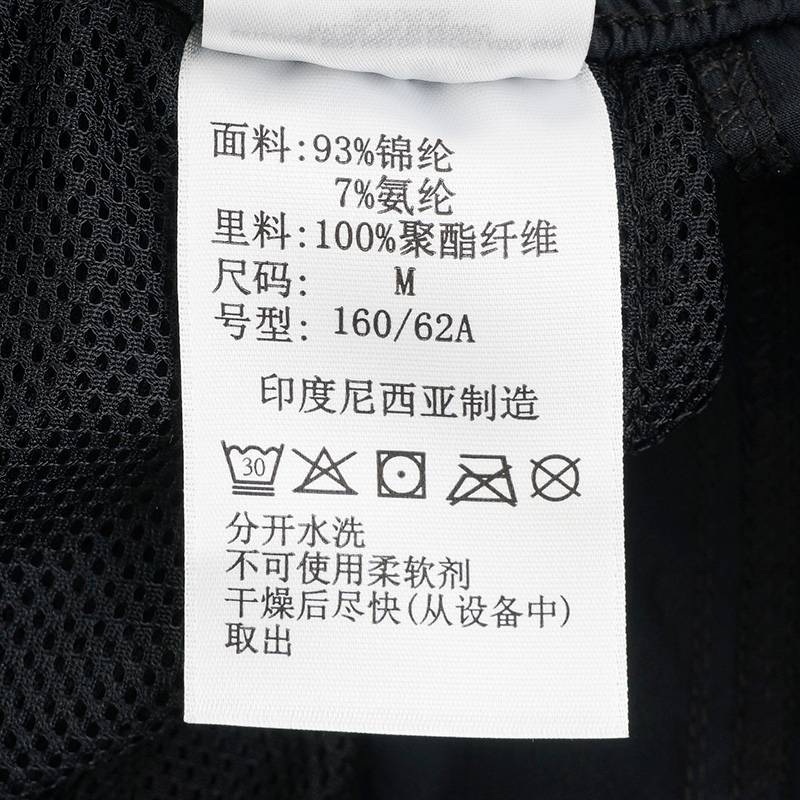 面料:93%锦纶
7%氨纶
里料:100%聚酯纤维
尺码: M
号型: 160/62A
印度尼西亚制造
30
分开水洗
不可使用柔软剂
干燥后尽快(从设备中)
取出